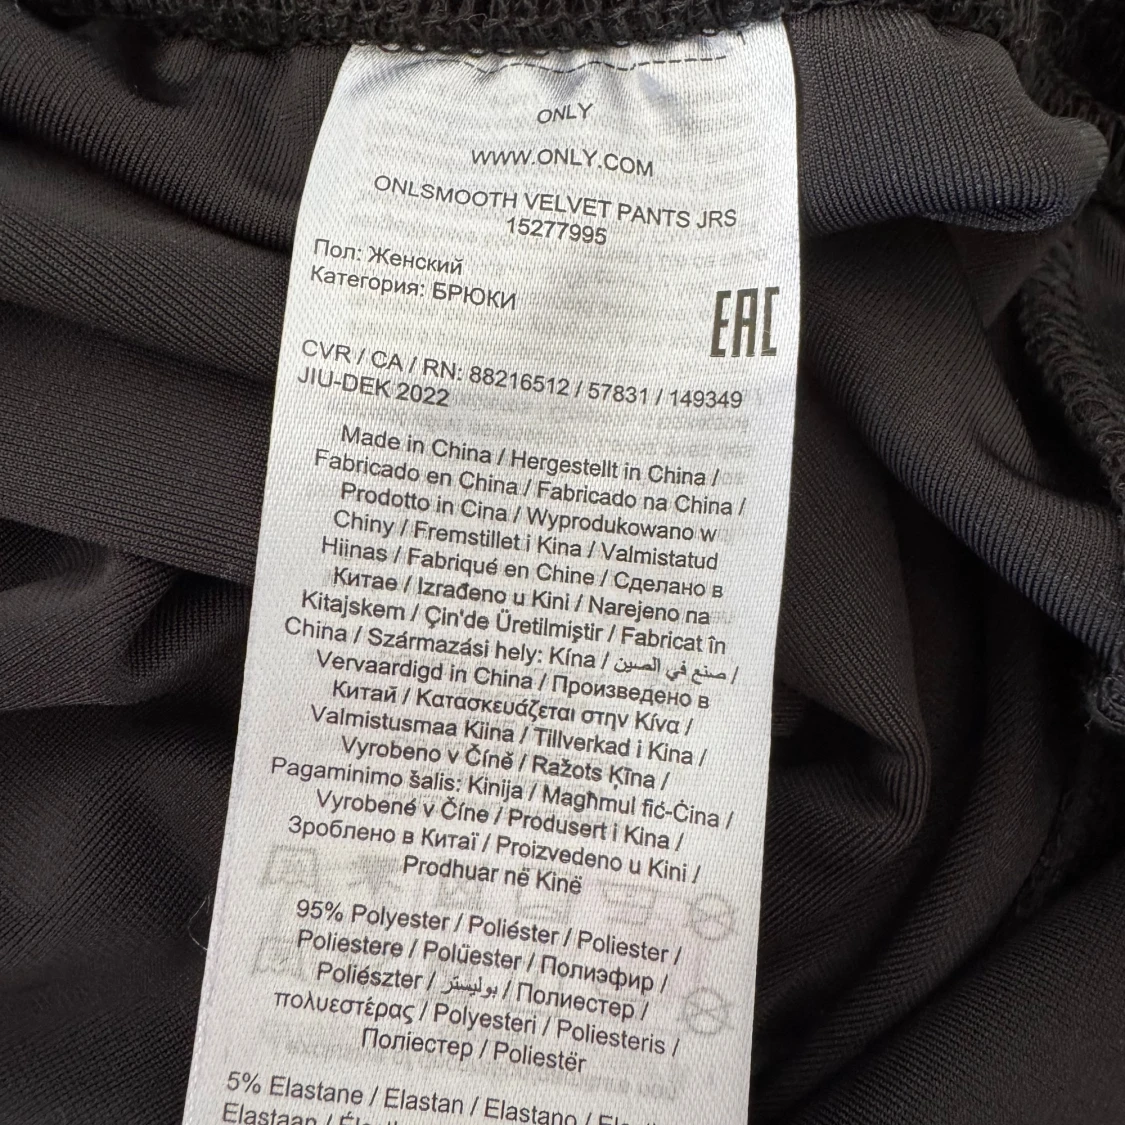 ONLY
WWW.ONLY.COM
ONLSMOOTH VELVET PANTS JRS
15277995
Пол: Женский
Категория: БРЮКИ
EAC
CVR / CA / RN: 88216512 / 57831 / 149349
JIU-DEK 2022
Made in China / Hergestellt in China /
Fabricado en China / Fabricado na China /
Prodotto in Cina / Wyprodukowano w
Chiny / Fremstillet i Kina / Valmistatud
Hiinas / Fabriqué en Chine / Сделано в
Китае / Izrađeno u Kini / Narejeno na
Kitajskem / Çin'de Üretilmiştir / Fabricat în
China / Származási hely: Kína / صنع في الصين /
Vervaardigd in China / Произведено в
Китай / Κατασκευάζεται στην Κίνα /
Valmistusmaa Kiina / Tillverkad i Kina /
Vyrobeno v Číně / Ražots Ķīna /
Pagaminimo šalis: Kinija / Magħmul fiċ-Ċina /
Vyrobené v Číne / Produsert i Kina /
Зроблено в Китаї / Proizvedeno u Kini /
Prodhuar në Kinë
95% Polyester / Poliéster / Poliester /
Poliestere / Polüester / Полиэфир /
Poliészter / بوليستر / Полиестер /
πολυεστέρας / Polyesteri / Poliesteris /
Поліестер / Poliestër
5% Elastane / Elastan / Elastano /
Elastaan /